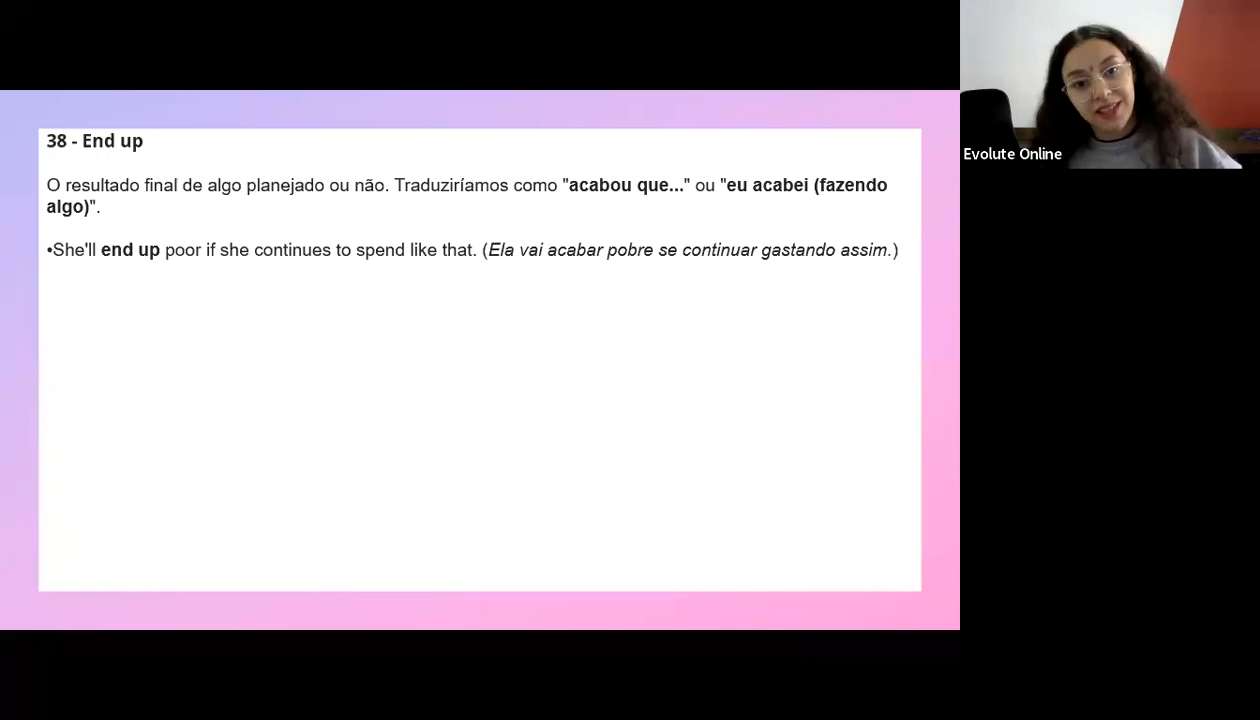 38 - End up
O resultado final de algo planejado ou não. Traduziríamos como "acabou que..." ou "eu acabei (fazendo
algo)".
•She'll end up poor if she continues to spend like that. (Ela vai acabar pobre se continuar gastando assim.)
Evolute Online